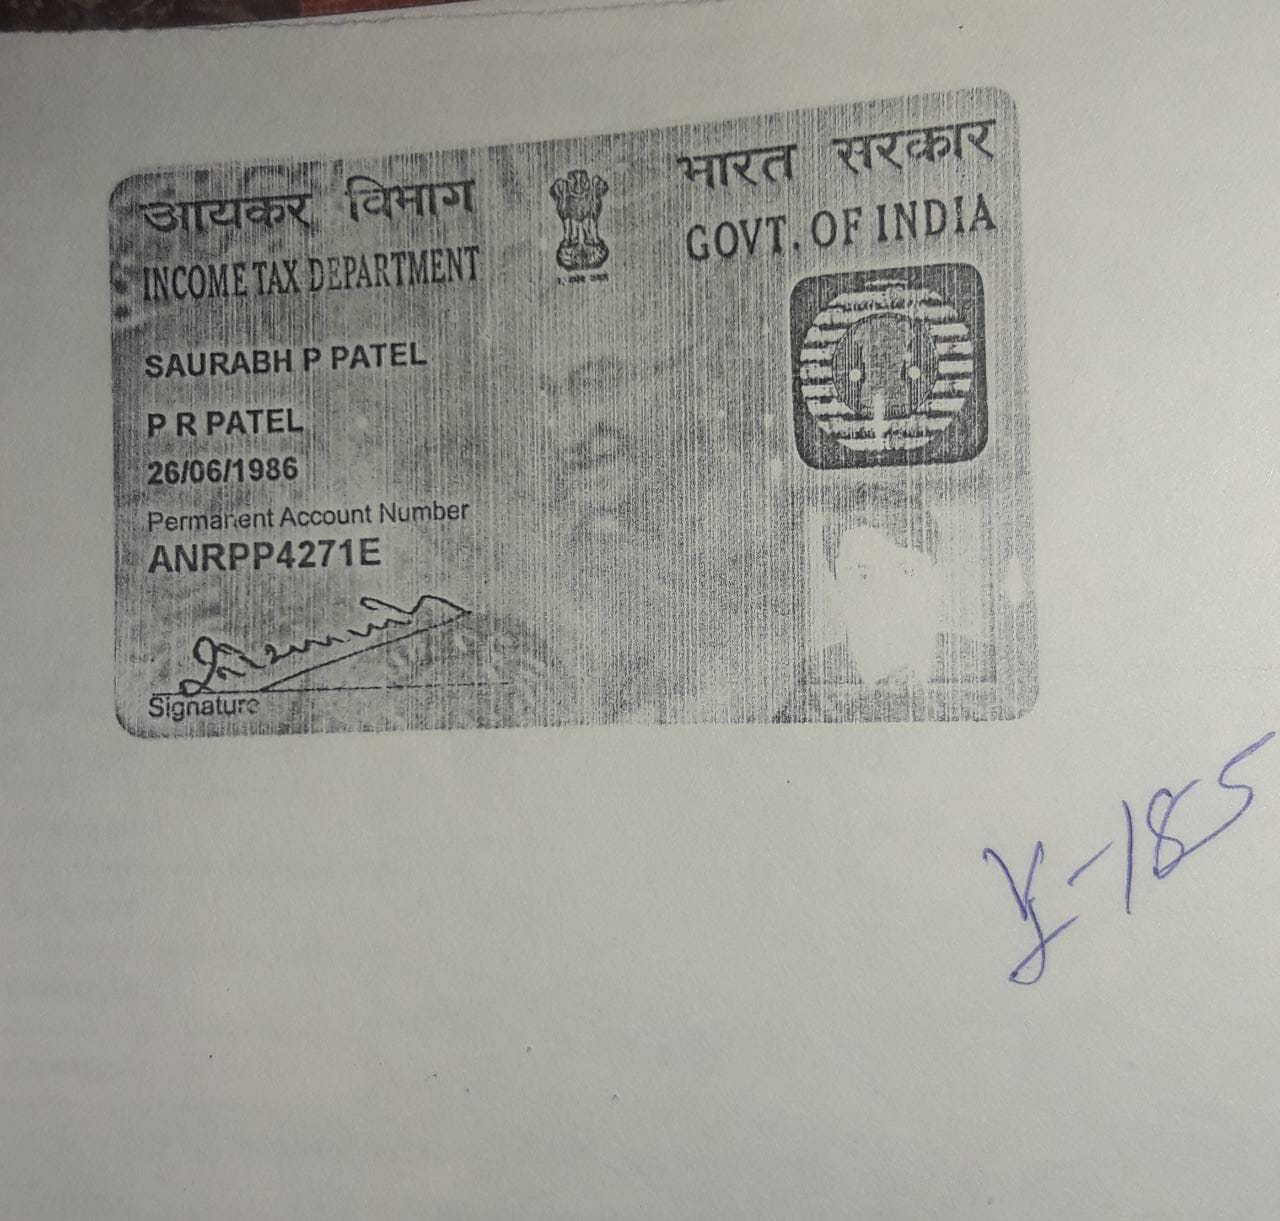 आयकर विभाग
INCOME TAX DEPARTMENT
भारत सरकार
GOVT. OF INDIA
SAURABH P PATEL
P R PATEL
26/06/1986
Permanent Account Number
ANRPP4271E
Signature
-185